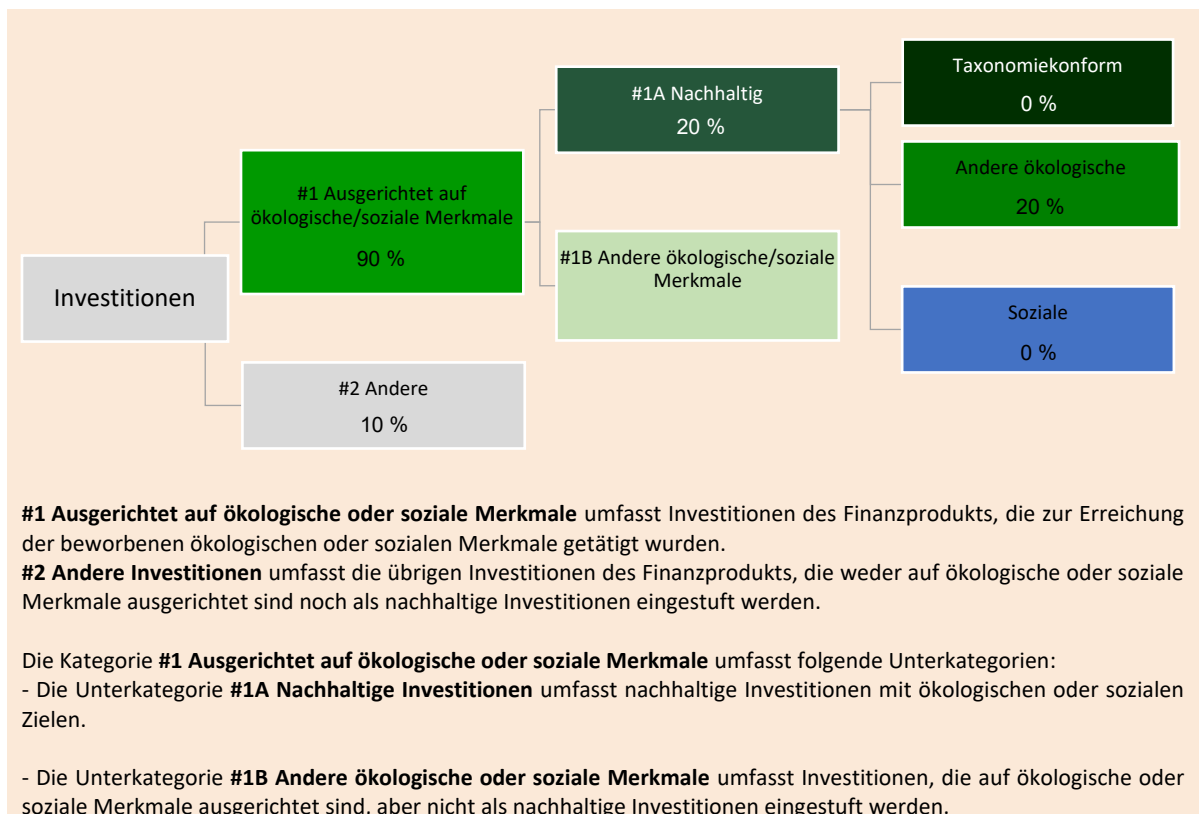 Investitionen
#1 Ausgerichtet auf
ökologische/soziale Merkmale
90 %
#2 Andere
10 %
#1A Nachhaltig
20 %
#1B Andere ökologische/soziale
Merkmale
Taxonomiekonform
0 %
Andere ökologische
20 %
Soziale
0 %
#1 Ausgerichtet auf ökologische oder soziale Merkmale umfasst Investitionen des Finanzprodukts, die zur Erreichung
der beworbenen ökologischen oder sozialen Merkmale getätigt wurden.
#2 Andere Investitionen umfasst die übrigen Investitionen des Finanzprodukts, die weder auf ökologische oder soziale
Merkmale ausgerichtet sind noch als nachhaltige Investitionen eingestuft werden.
Die Kategorie #1 Ausgerichtet auf ökologische oder soziale Merkmale umfasst folgende Unterkategorien:
- Die Unterkategorie #1A Nachhaltige Investitionen umfasst nachhaltige Investitionen mit ökologischen oder sozialen
Zielen.
- Die Unterkategorie #1B Andere ökologische oder soziale Merkmale umfasst Investitionen, die auf ökologische oder
soziale Merkmale ausgerichtet sind, aber nicht als nachhaltige Investitionen eingestuft werden.